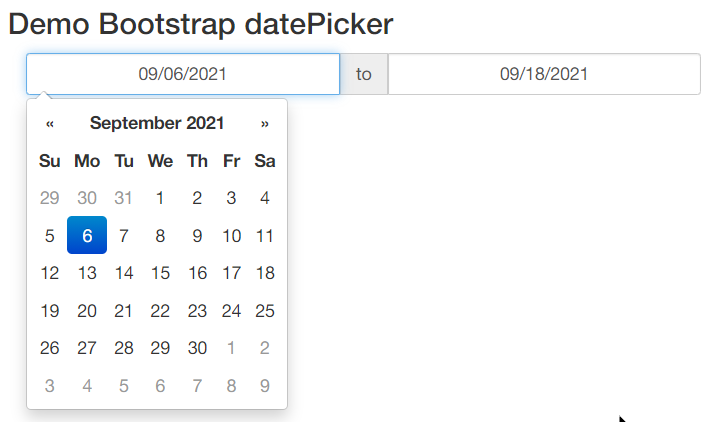 Demo Bootstrap datePicker
09/06/2021 to 09/18/2021
« September 2021 »
Su Mo Tu We Th Fr Sa
29 30 31 1 2 3 4
5 6 7 8 9 10 11
12 13 14 15 16 17 18
19 20 21 22 23 24 25
26 27 28 29 30 1 2
3 4 5 6 7 8 9